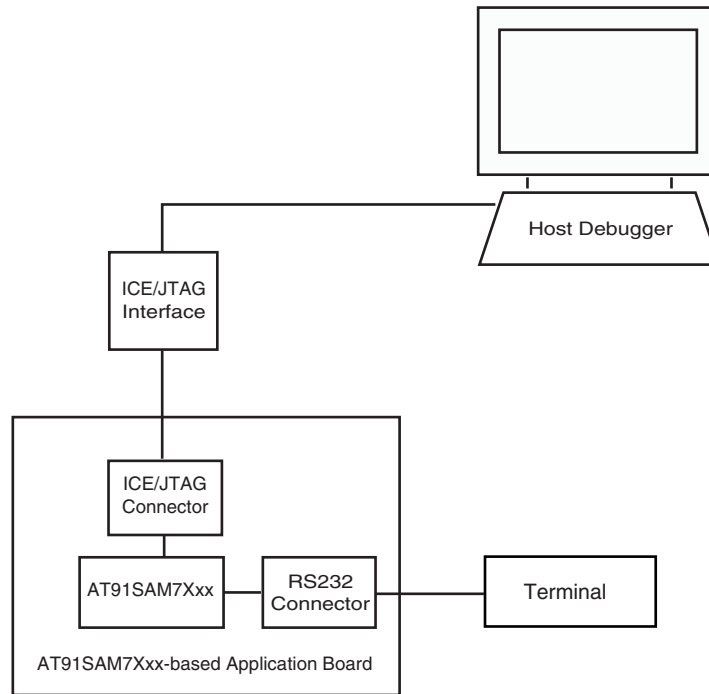 Host Debugger
ICE/JTAG
Interface
ICE/JTAG
Connector
AT91SAM7Xxx
RS232
Connector
Terminal
AT91SAM7Xxx-based Application Board